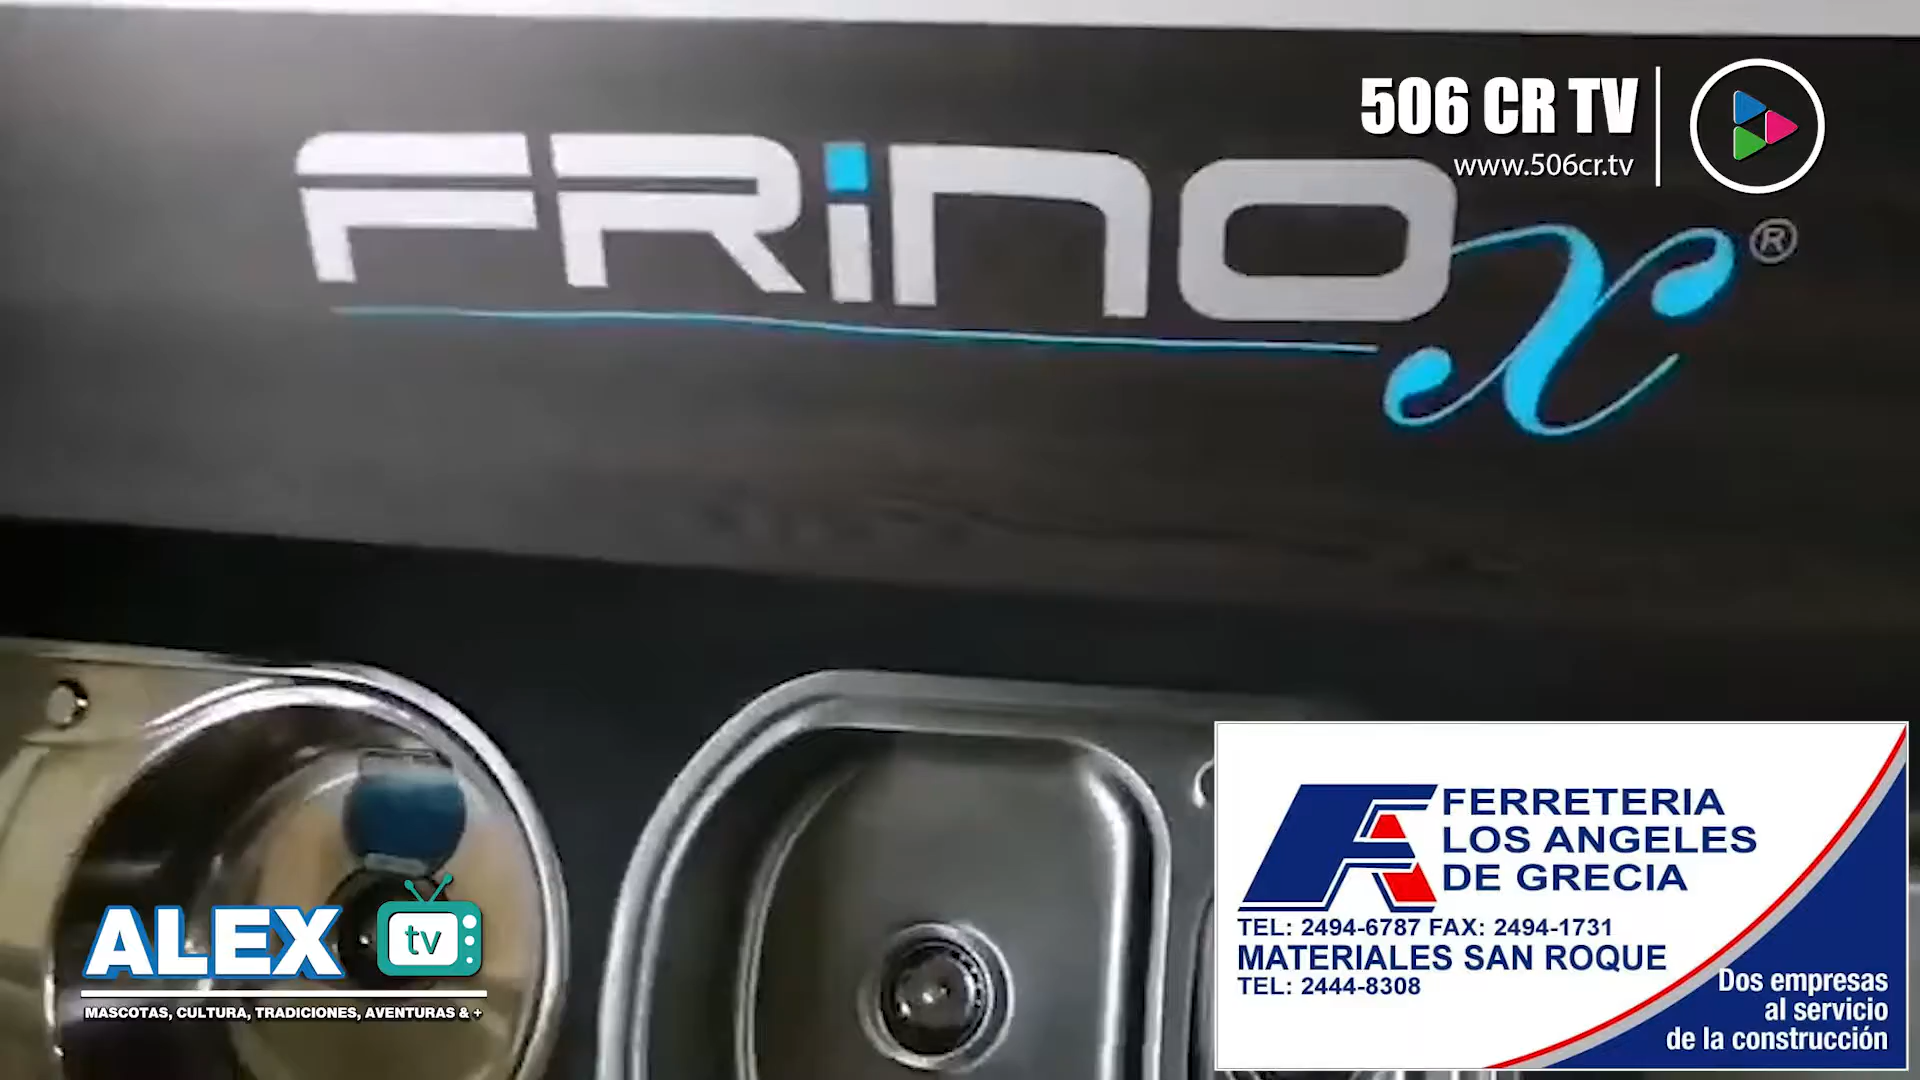 506 CR TV
www.506cr.tv
FRiNOX®
FERRETERIA
LOS ANGELES
DE GRECIA
TEL: 2494-6787 FAX: 2494-1731
MATERIALES SAN ROQUE
TEL: 2444-8308
Dos empresas
al servicio
de la construcción
ALEX tv
MASCOTAS, CULTURA, TRADICIONES, AVENTURAS & +